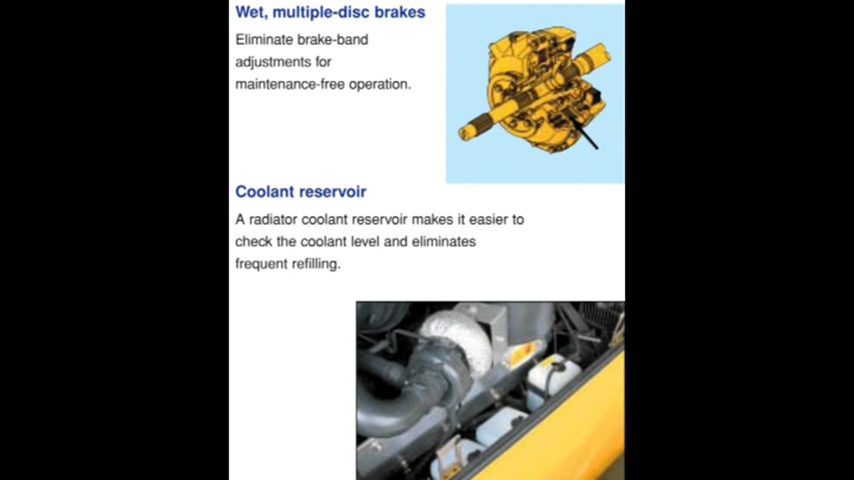 Wet, multiple-disc brakes
Eliminate brake-band
adjustments for
maintenance-free operation.
Coolant reservoir
A radiator coolant reservoir makes it easier to
check the coolant level and eliminates
frequent refilling.